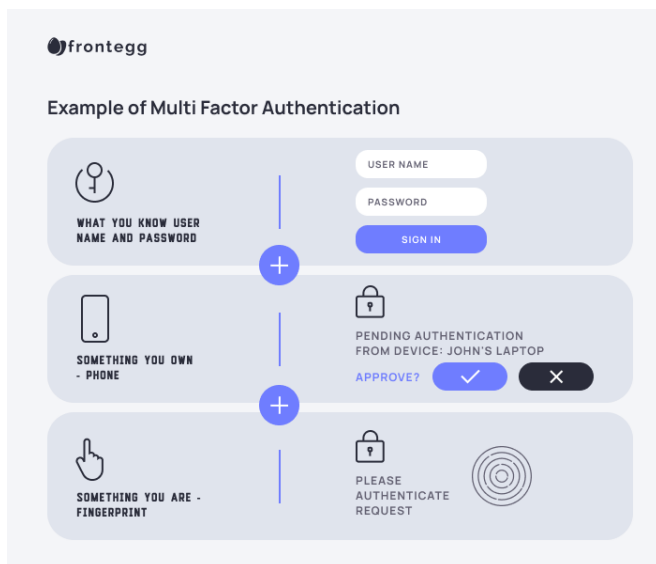 frontegg
Example of Multi Factor Authentication
WHAT YOU KNOW USER
NAME AND PASSWORD
USER NAME
PASSWORD
SIGN IN
SOMETHING YOU OWN
- PHONE
PENDING AUTHENTICATION
FROM DEVICE: JOHN'S LAPTOP
APPROVE?
SOMETHING YOU ARE -
FINGERPRINT
PLEASE
AUTHENTICATE
REQUEST